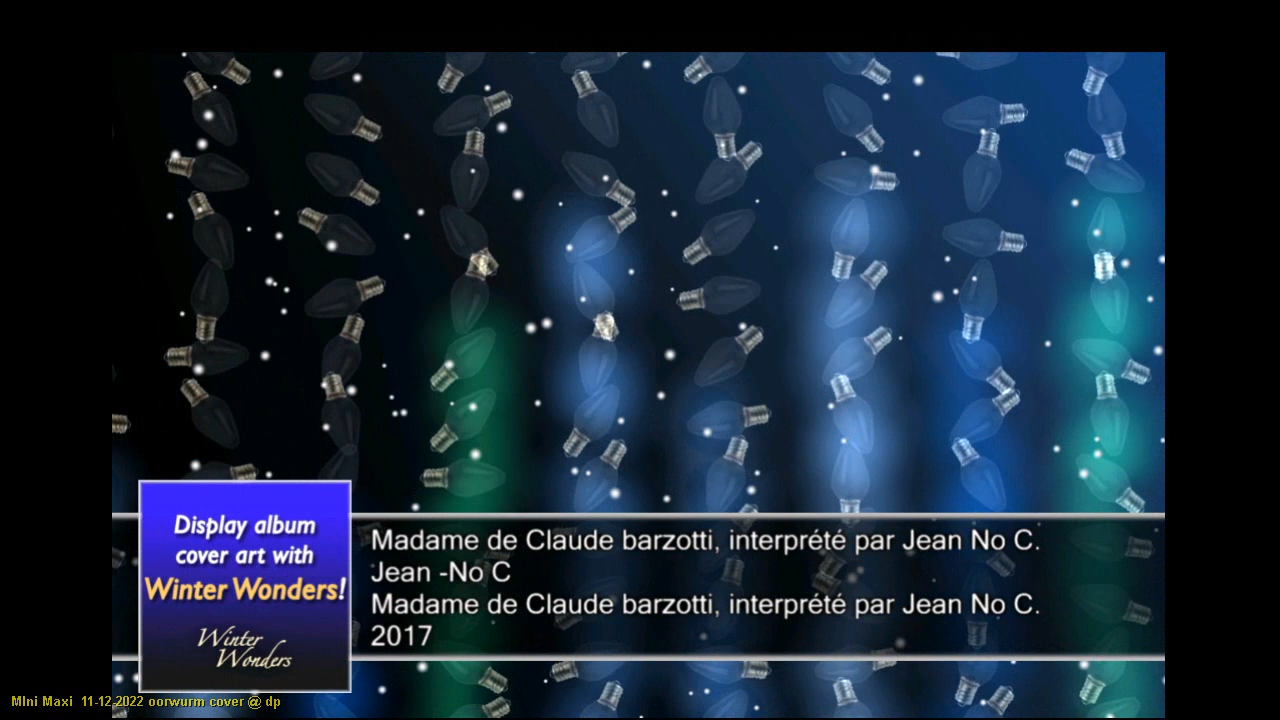 Display album
cover art with
Winter Wonders!
Winter
Wonders
Madame de Claude barzotti, interprété par Jean No C.
Jean -No C
Madame de Claude barzotti, interprété par Jean No C.
2017
MIni Maxi 11-12-2022 oorwurm cover @ dp